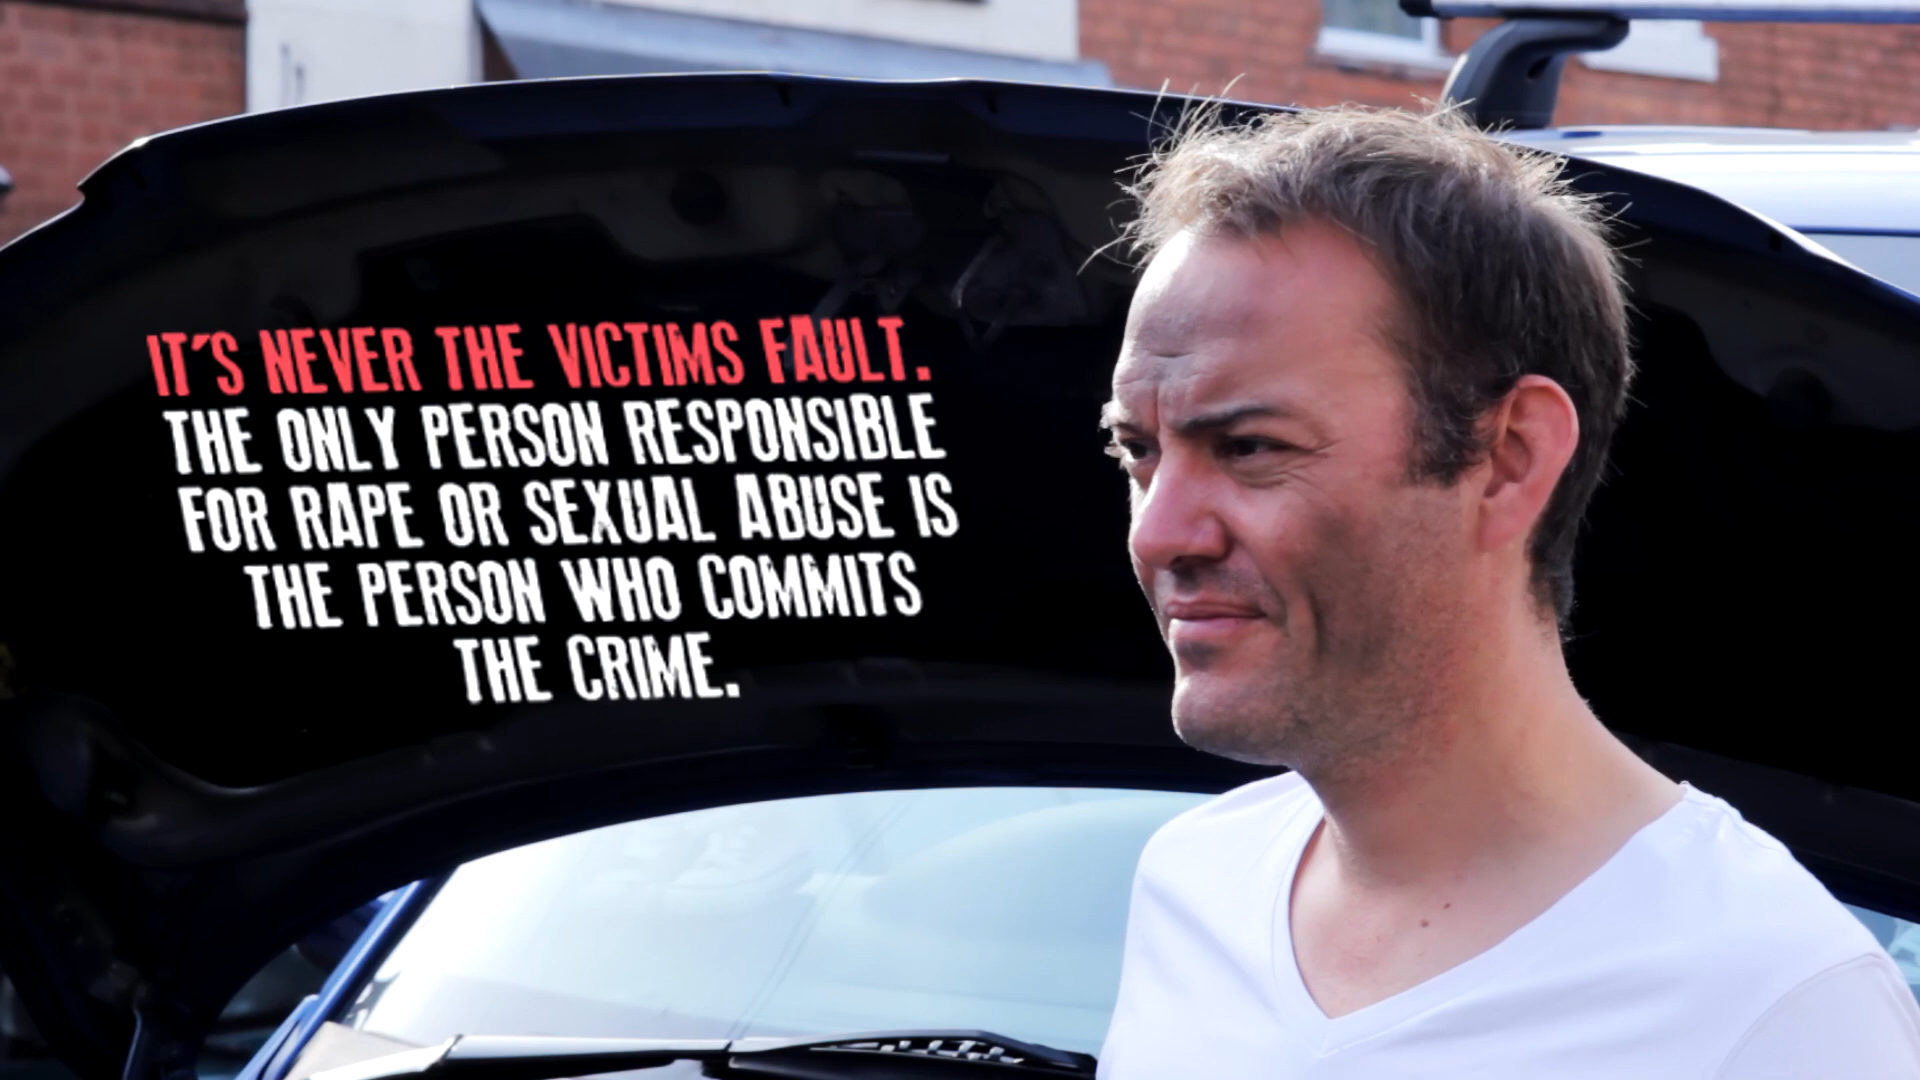 IT'S NEVER THE VICTIMS FAULT.
THE ONLY PERSON RESPONSIBLE
FOR RAPE OR SEXUAL ABUSE IS
THE PERSON WHO COMMITS
THE CRIME.